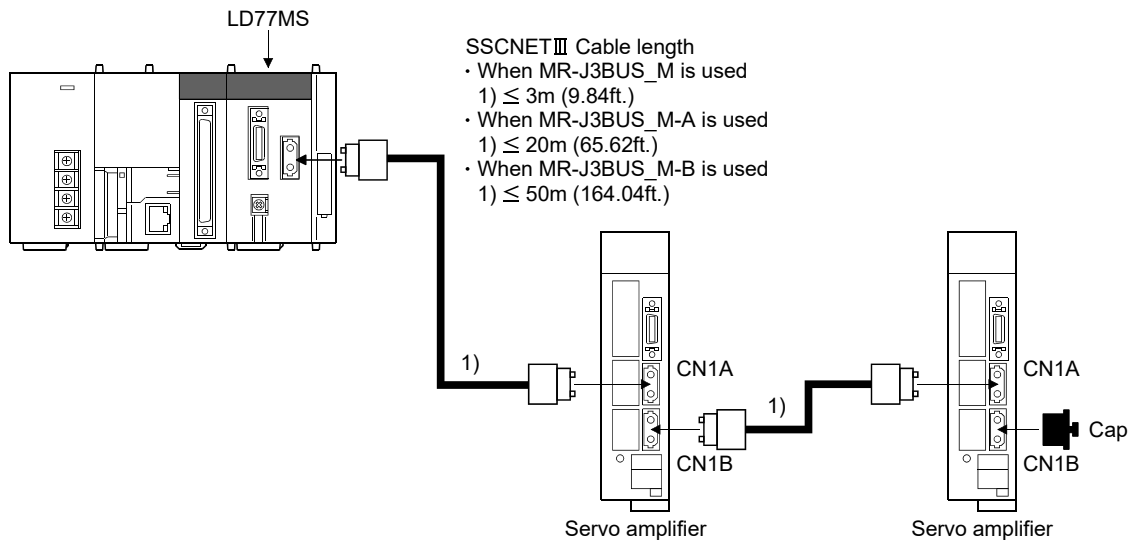 LD77MS
SSCNETⅢ Cable length
・When MR-J3BUS_M is used
1) ≤ 3m (9.84ft.)
・When MR-J3BUS_M-A is used
1) ≤ 20m (65.62ft.)
・When MR-J3BUS_M-B is used
1) ≤ 50m (164.04ft.)
1)
CN1A
CN1B
Servo amplifier
1)
CN1A
Cap
CN1B
Servo amplifier